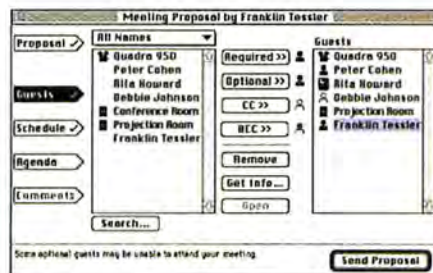 Meeting Proposal by Franklin Tessler
Proposal
Guests
Schedule
Agenda
Comments
All Names
Quadra 950
Peter Cohen
Rita Howard
Debbie Johnson
Conference Room
Projection Room
Franklin Tessler
Search...
Required >>
Optional >>
CC >>
BCC >>
Remove
Get Info...
Open
Guests
Quadra 950
Peter Cohen
Rita Howard
Debbie Johnson
Projection Room
Franklin Tessler
Some optional guests may be unable to attend your meeting.
Send Proposal